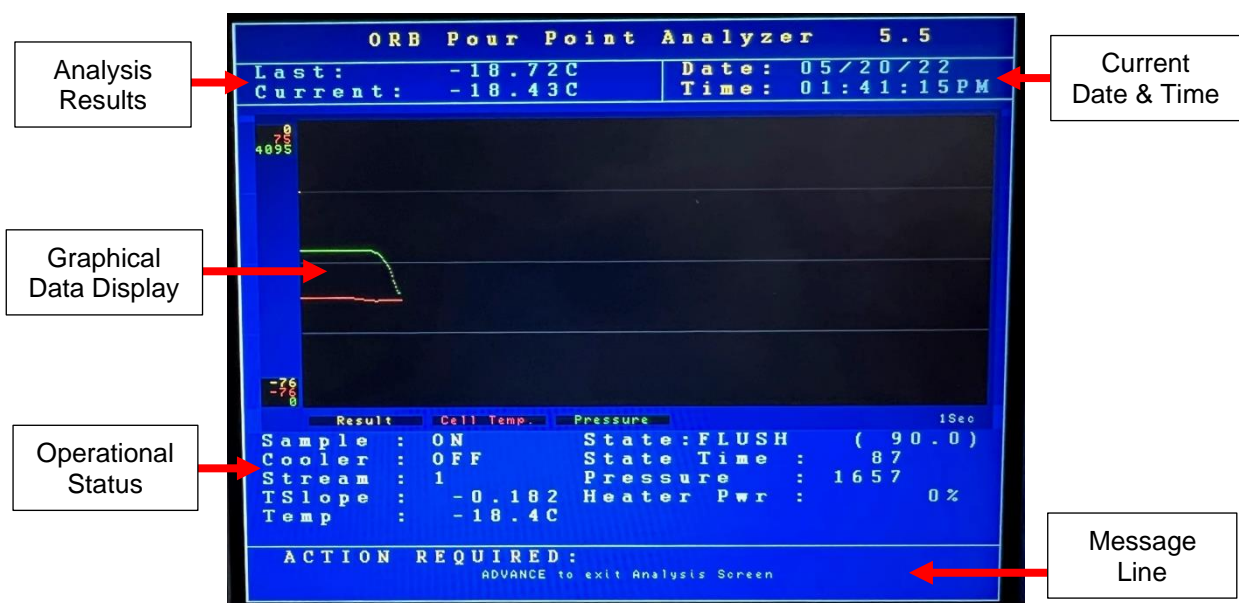 ORB Pour Point Analyzer 5.5
Last: -18.72C
Current: -18.43C
Date: 05/20/22
Time: 01:41:15PM
Analysis
Results
Current
Date & Time
0
75
4095
Graphical
Data Display
-76
-76
0
Result Cell Temp. Pressure 1Sec
Operational
Status
Sample : ON State:FLUSH ( 90.0)
Cooler : OFF State Time : 87
Stream : 1 Pressure : 1657
TSlope : -0.182 Heater Pwr : 0%
Temp : -18.4C
ACTION REQUIRED:
ADVANCE to exit Analysis Screen
Message
Line